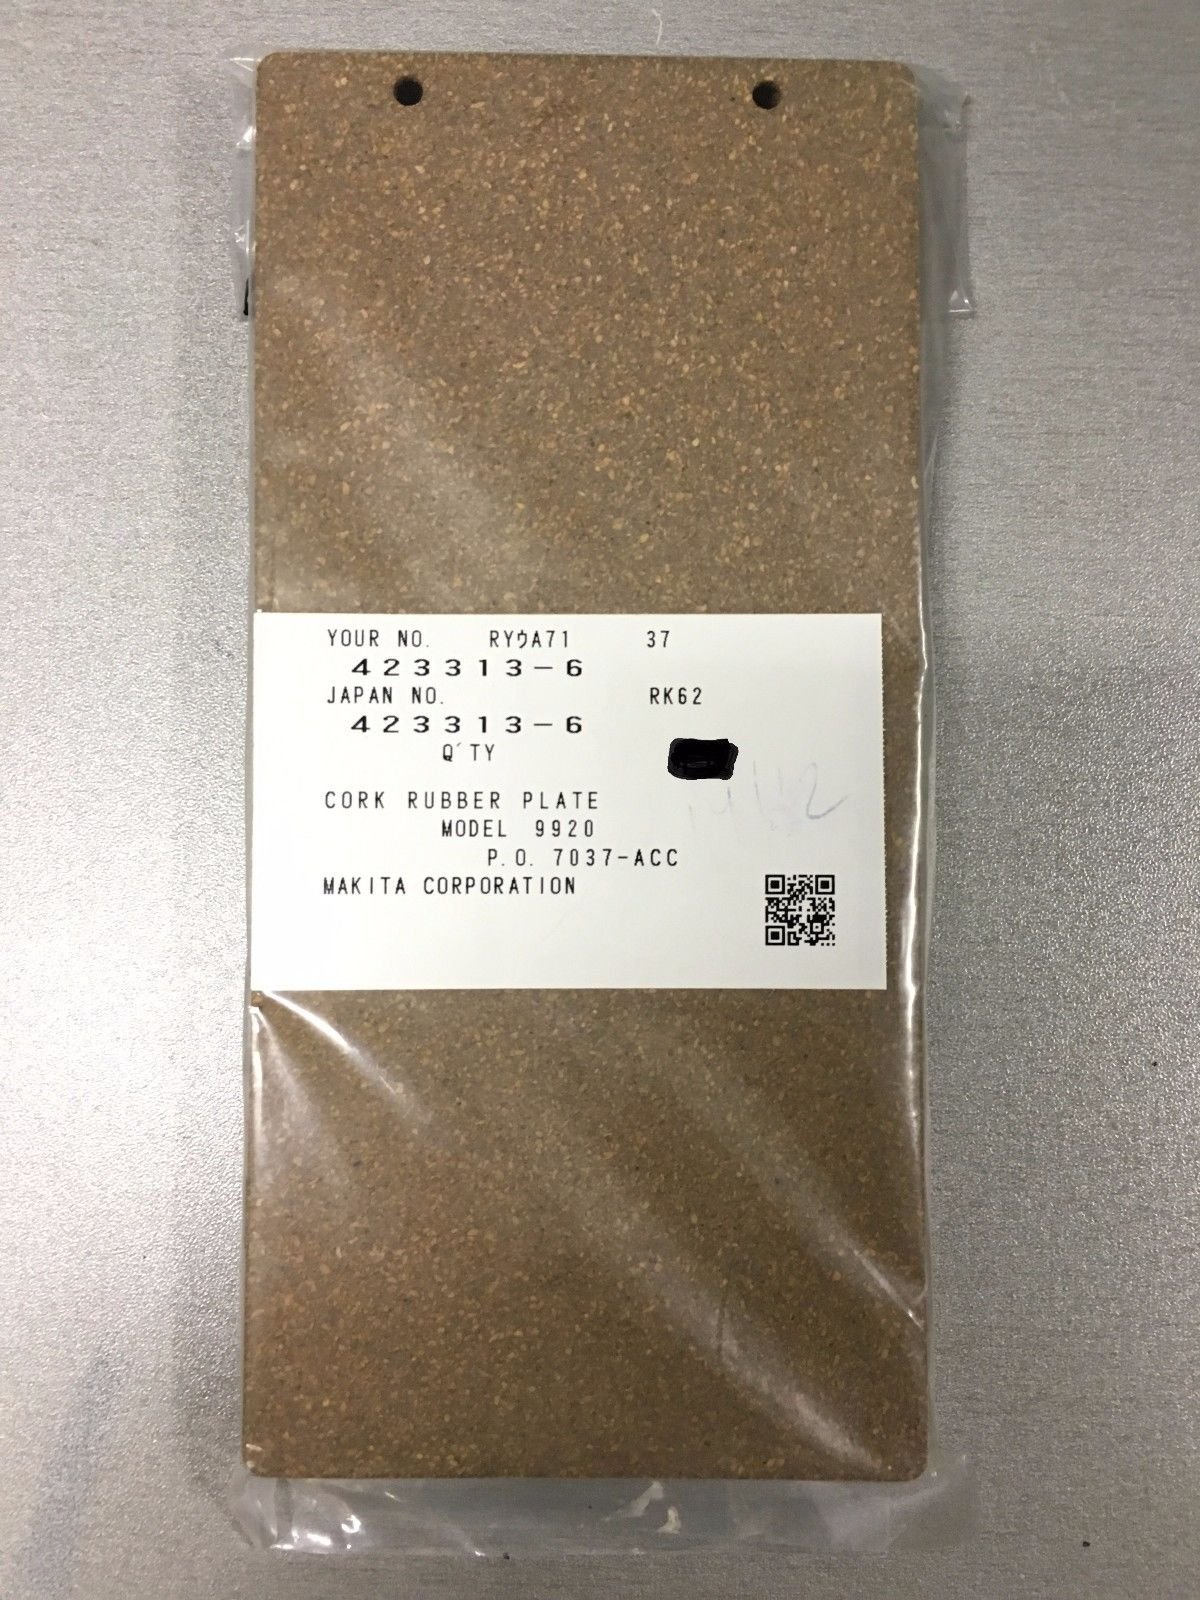 YOUR NO. RYウA71 37
423313-6
JAPAN NO. RK62
423313-6
Q'TY
CORK RUBBER PLATE
MODEL 9920
P.O. 7037-ACC
MAKITA CORPORATION